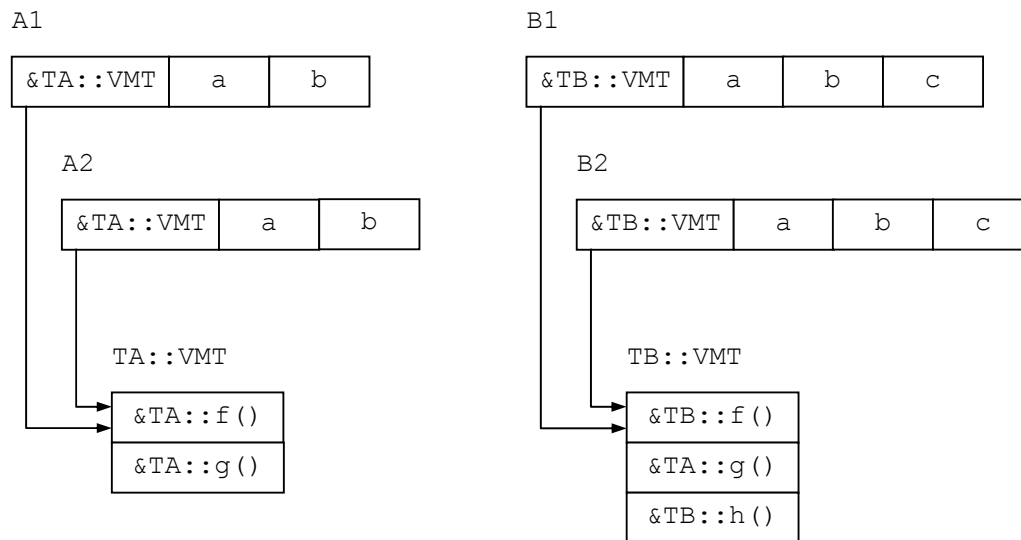 A1
&TA::VMT a b
A2
&TA::VMT a b
TA::VMT
&TA::f()
&TA::g()
B1
&TB::VMT a b c
B2
&TB::VMT a b c
TB::VMT
&TB::f()
&TA::g()
&TB::h()